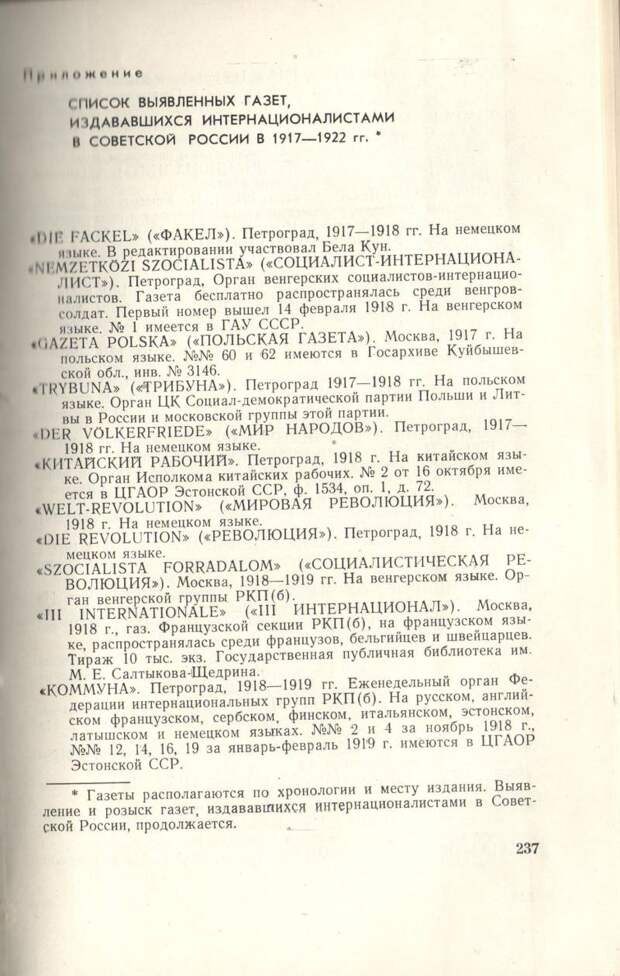 Приложение
СПИСОК ВЫЯВЛЕННЫХ ГАЗЕТ,
ИЗДАВАВШИХСЯ ИНТЕРНАЦИОНАЛИСТАМИ
В СОВЕТСКОЙ РОССИИ В 1917—1922 гг. *
«DIE FACKEL» («ФАКЕЛ»). Петроград, 1917—1918 гг. На немецком
языке. В редактировании участвовал Бела Кун.
«NEMZETKÖZI SZOCIALISTA» («СОЦИАЛИСТ-ИНТЕРНАЦИОНА-
ЛИСТ»). Петроград, Орган венгерских социалистов-интернацио-
налистов. Газета бесплатно распространялась среди венгров-
солдат. Первый номер вышел 14 февраля 1918 г. На венгерском
языке. № 1 имеется в ГАУ СССР.
«GAZETA POLSKA» («ПОЛЬСКАЯ ГАЗЕТА»). Москва, 1917 г. На
польском языке. №№ 60 и 62 имеются в Госархиве Куйбышев-
ской обл., инв. № 3146.
«TRYBUNA» («ТРИБУНА»). Петроград 1917—1918 гг. На польском
языке. Орган ЦК Социал-демократической партии Польши и Лит-
вы в России и московской группы этой партии.
«DER VÖLKERFRIEDE» («МИР НАРОДОВ»). Петроград, 1917—
1918 гг. На немецком языке.
«КИТАЙСКИЙ РАБОЧИЙ». Петроград, 1918 г. На китайском язы-
ке. Орган Исполкома китайских рабочих. № 2 от 16 октября име-
ется в ЦГАОР Эстонской ССР, ф. 1534, оп. 1, д. 72.
«WELT-REVOLUTION» («МИРОВАЯ РЕВОЛЮЦИЯ»). Москва,
1918 г. На немецком языке.
«DIE REVOLUTION» («РЕВОЛЮЦИЯ»). Петроград, 1918 г. На не-
мецком языке.
«SZOCIALISTA FORRADALOM» («СОЦИАЛИСТИЧЕСКАЯ РЕ-
ВОЛЮЦИЯ»). Москва, 1918—1919 гг. На венгерском языке. Ор-
ган венгерской группы РКП(б).
«III INTERNATIONALE» («III ИНТЕРНАЦИОНАЛ»). Москва,
1918 г., газ. Французской секции РКП(б), на французском язы-
ке, распространялась среди французов, бельгийцев и швейцарцев.
Тираж 10 тыс. экз. Государственная публичная библиотека им.
М. Е. Салтыкова-Щедрина.
«КОММУНА». Петроград, 1918—1919 гг. Еженедельный орган Фе-
дерации интернациональных групп РКП(б). На русском, англий-
ском французском, сербском, финском, итальянском, эстонском,
латышском и немецком языках. №№ 2 и 4 за ноябрь 1918 г.,
№№ 12, 14, 16, 19 за январь-февраль 1919 г. имеются в ЦГАОР
Эстонской ССР.
* Газеты располагаются по хронологии и месту издания. Выяв-
ление и розыск газет, издававшихся интернационалистами в Совет-
ской России, продолжается.
237